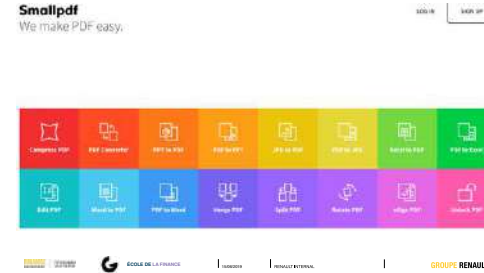 Smallpdf
We make PDF easy.
LOG IN
SIGN UP
Compress PDF
PDF Converter
PPT to PDF
PDF to PPT
JPG to PDF
PDF to JPG
Excel to PDF
PDF to Excel
Edit PDF
Word to PDF
PDF to Word
Merge PDF
Split PDF
Rotate PDF
eSign PDF
Unlock PDF
ÉCOLE DE LA FINANCE
RENAULT INTERNAL
GROUPE RENAUL